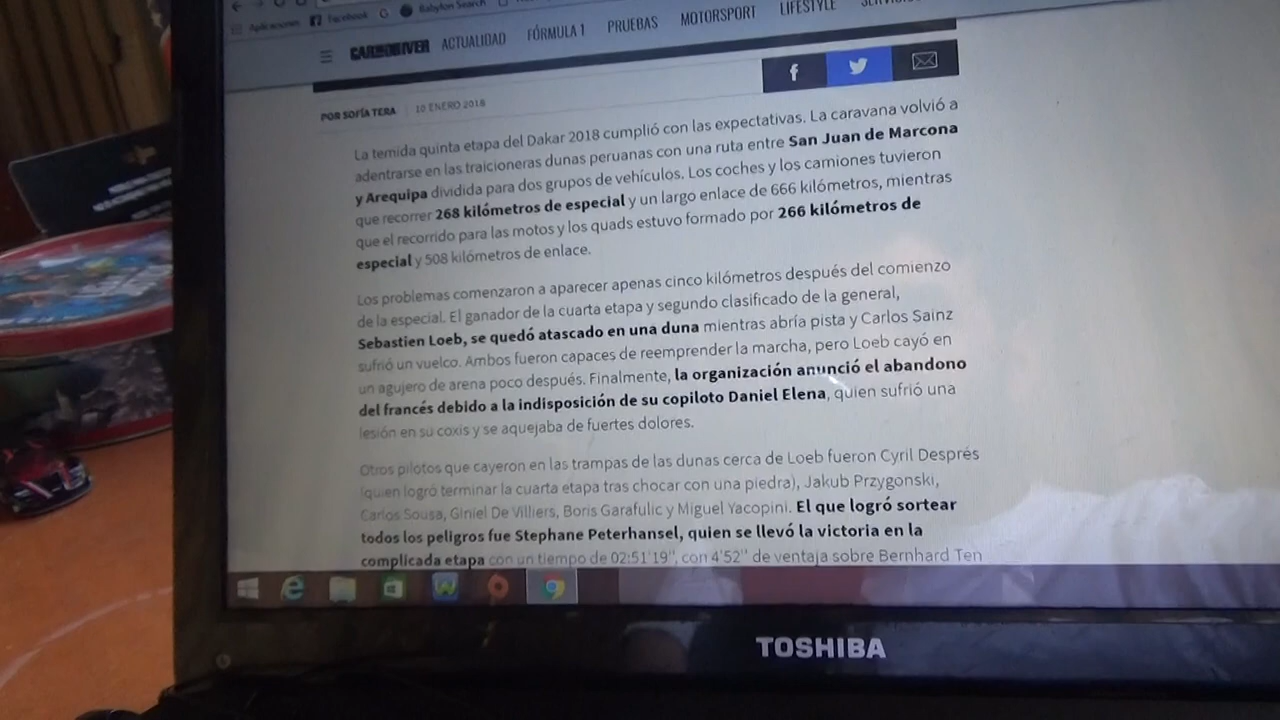 Aplicaciones Facebook G Babylon Search
CAR AND DRIVER ACTUALIDAD FÓRMULA 1 PRUEBAS MOTORSPORT LIFESTYLE
f
POR SOFÍA TERA | 10 ENERO 2018
La temida quinta etapa del Dakar 2018 cumplió con las expectativas. La caravana volvió a
adentrarse en las traicioneras dunas peruanas con una ruta entre San Juan de Marcona
y Arequipa dividida para dos grupos de vehículos. Los coches y los camiones tuvieron
que recorrer 268 kilómetros de especial y un largo enlace de 666 kilómetros, mientras
que el recorrido para las motos y los quads estuvo formado por 266 kilómetros de
especial y 508 kilómetros de enlace.
Los problemas comenzaron a aparecer apenas cinco kilómetros después del comienzo
de la especial. El ganador de la cuarta etapa y segundo clasificado de la general,
Sebastien Loeb, se quedó atascado en una duna mientras abría pista y Carlos Sainz
sufrió un vuelco. Ambos fueron capaces de reemprender la marcha, pero Loeb cayó en
un agujero de arena poco después. Finalmente, la organización anunció el abandono
del francés debido a la indisposición de su copiloto Daniel Elena, quien sufrió una
lesión en su coxis y se aquejaba de fuertes dolores.
Otros pilotos que cayeron en las trampas de las dunas cerca de Loeb fueron Cyril Després
(quien logró terminar la cuarta etapa tras chocar con una piedra), Jakub Przygonski,
Carlos Sousa, Giniel De Villiers, Boris Garafulic y Miguel Yacopini. El que logró sortear
todos los peligros fue Stephane Peterhansel, quien se llevó la victoria en la
complicada etapa con un tiempo de 02:51'19'', con 4'52'' de ventaja sobre Bernhard Ten
TOSHIBA